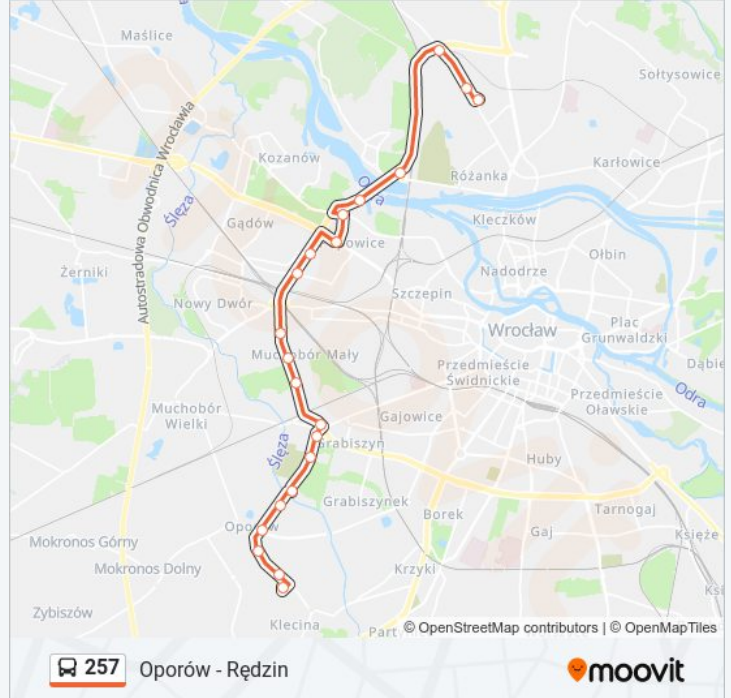 Maślice
Sołtysowice
Autostradowa Obwodnica Wrocławia
Kozanów
Różanka
Karłowice
Ślęza
Gądów
Kleczków
owice
Ołbin
Żerniki
Nadodrze
Nowy Dwór
Szczepin
Wrocław
Plac
Grunwaldzki
Muchobór Mały
Przedmieście
Świdnickie
Dąbie
Przedmieście
Oławskie
Odra
Muchobór
Wielki
Gajowice
Grabiszyn
Ślęza
Huby
Grabiszynek
Tarnogaj
Borek
Gaj
Księże
Mokronos Górny
Mokronos Dolny
Krzyki
Zybiszów
Klecina
Part
© OpenStreetMap contributors | © OpenMapTiles
257 Oporów - Rędzin
moovit